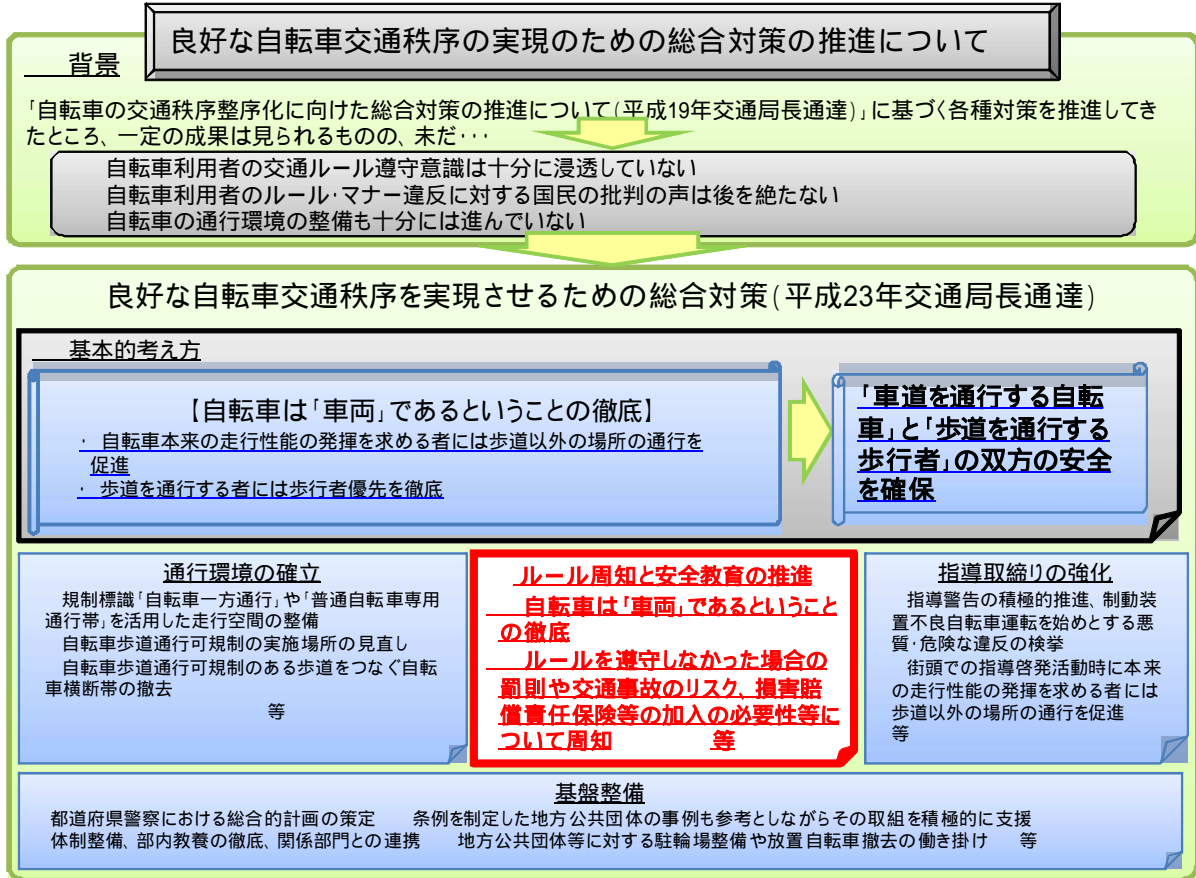 良好な自転車交通秩序の実現のための総合対策の推進について
背景
「自転車の交通秩序整序化に向けた総合対策の推進について(平成19年交通局長通達)」に基づく各種対策を推進してき
たところ、一定の成果は見られるものの、未だ・・・
自転車利用者の交通ルール遵守意識は十分に浸透していない
自転車利用者のルール・マナー違反に対する国民の批判の声は後を絶たない
自転車の通行環境の整備も十分には進んでいない
良好な自転車交通秩序を実現させるための総合対策(平成23年交通局長通達)
基本的考え方
【自転車は「車両」であるということの徹底】
・ 自転車本来の走行性能の発揮を求める者には歩道以外の場所の通行を
促進
・ 歩道を通行する者には歩行者優先を徹底
「車道を通行する自転
車」と「歩道を通行する
歩行者」の双方の安全
を確保
通行環境の確立
規制標識「自転車一方通行」や「普通自転車専用
通行帯」を活用した走行空間の整備
自転車歩道通行可規制の実施場所の見直し
自転車歩道通行可規制のある歩道をつなぐ自転
車横断帯の撤去
等
ルール周知と安全教育の推進
自転車は「車両」であるということ
の徹底
ルールを遵守しなかった場合の
罰則や交通事故のリスク、損害賠
償責任保険等の加入の必要性等に
ついて周知 等
指導取締りの強化
指導警告の積極的推進、制動装
置不良自転車運転を始めとする悪
質・危険な違反の検挙
街頭での指導啓発活動時に本来
の走行性能の発揮を求める者には
歩道以外の場所の通行を促進
等
基盤整備
都道府県警察における総合的計画の策定 条例を制定した地方公共団体の事例も参考としながらその取組を積極的に支援
体制整備、部内教養の徹底、関係部門との連携 地方公共団体等に対する駐輪場整備や放置自転車撤去の働き掛け 等